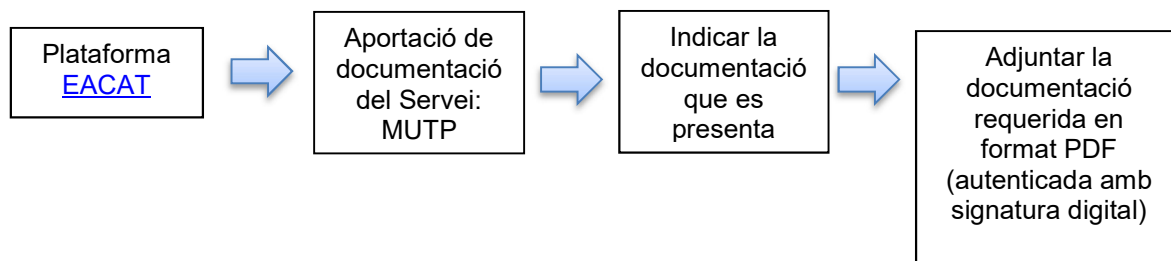 Plataforma
EACAT
Aportació de
documentació
del Servei:
MUTP
Indicar la
documentació
que es
presenta
Adjuntar la
documentació
requerida en
format PDF
(autenticada amb
signatura digital)